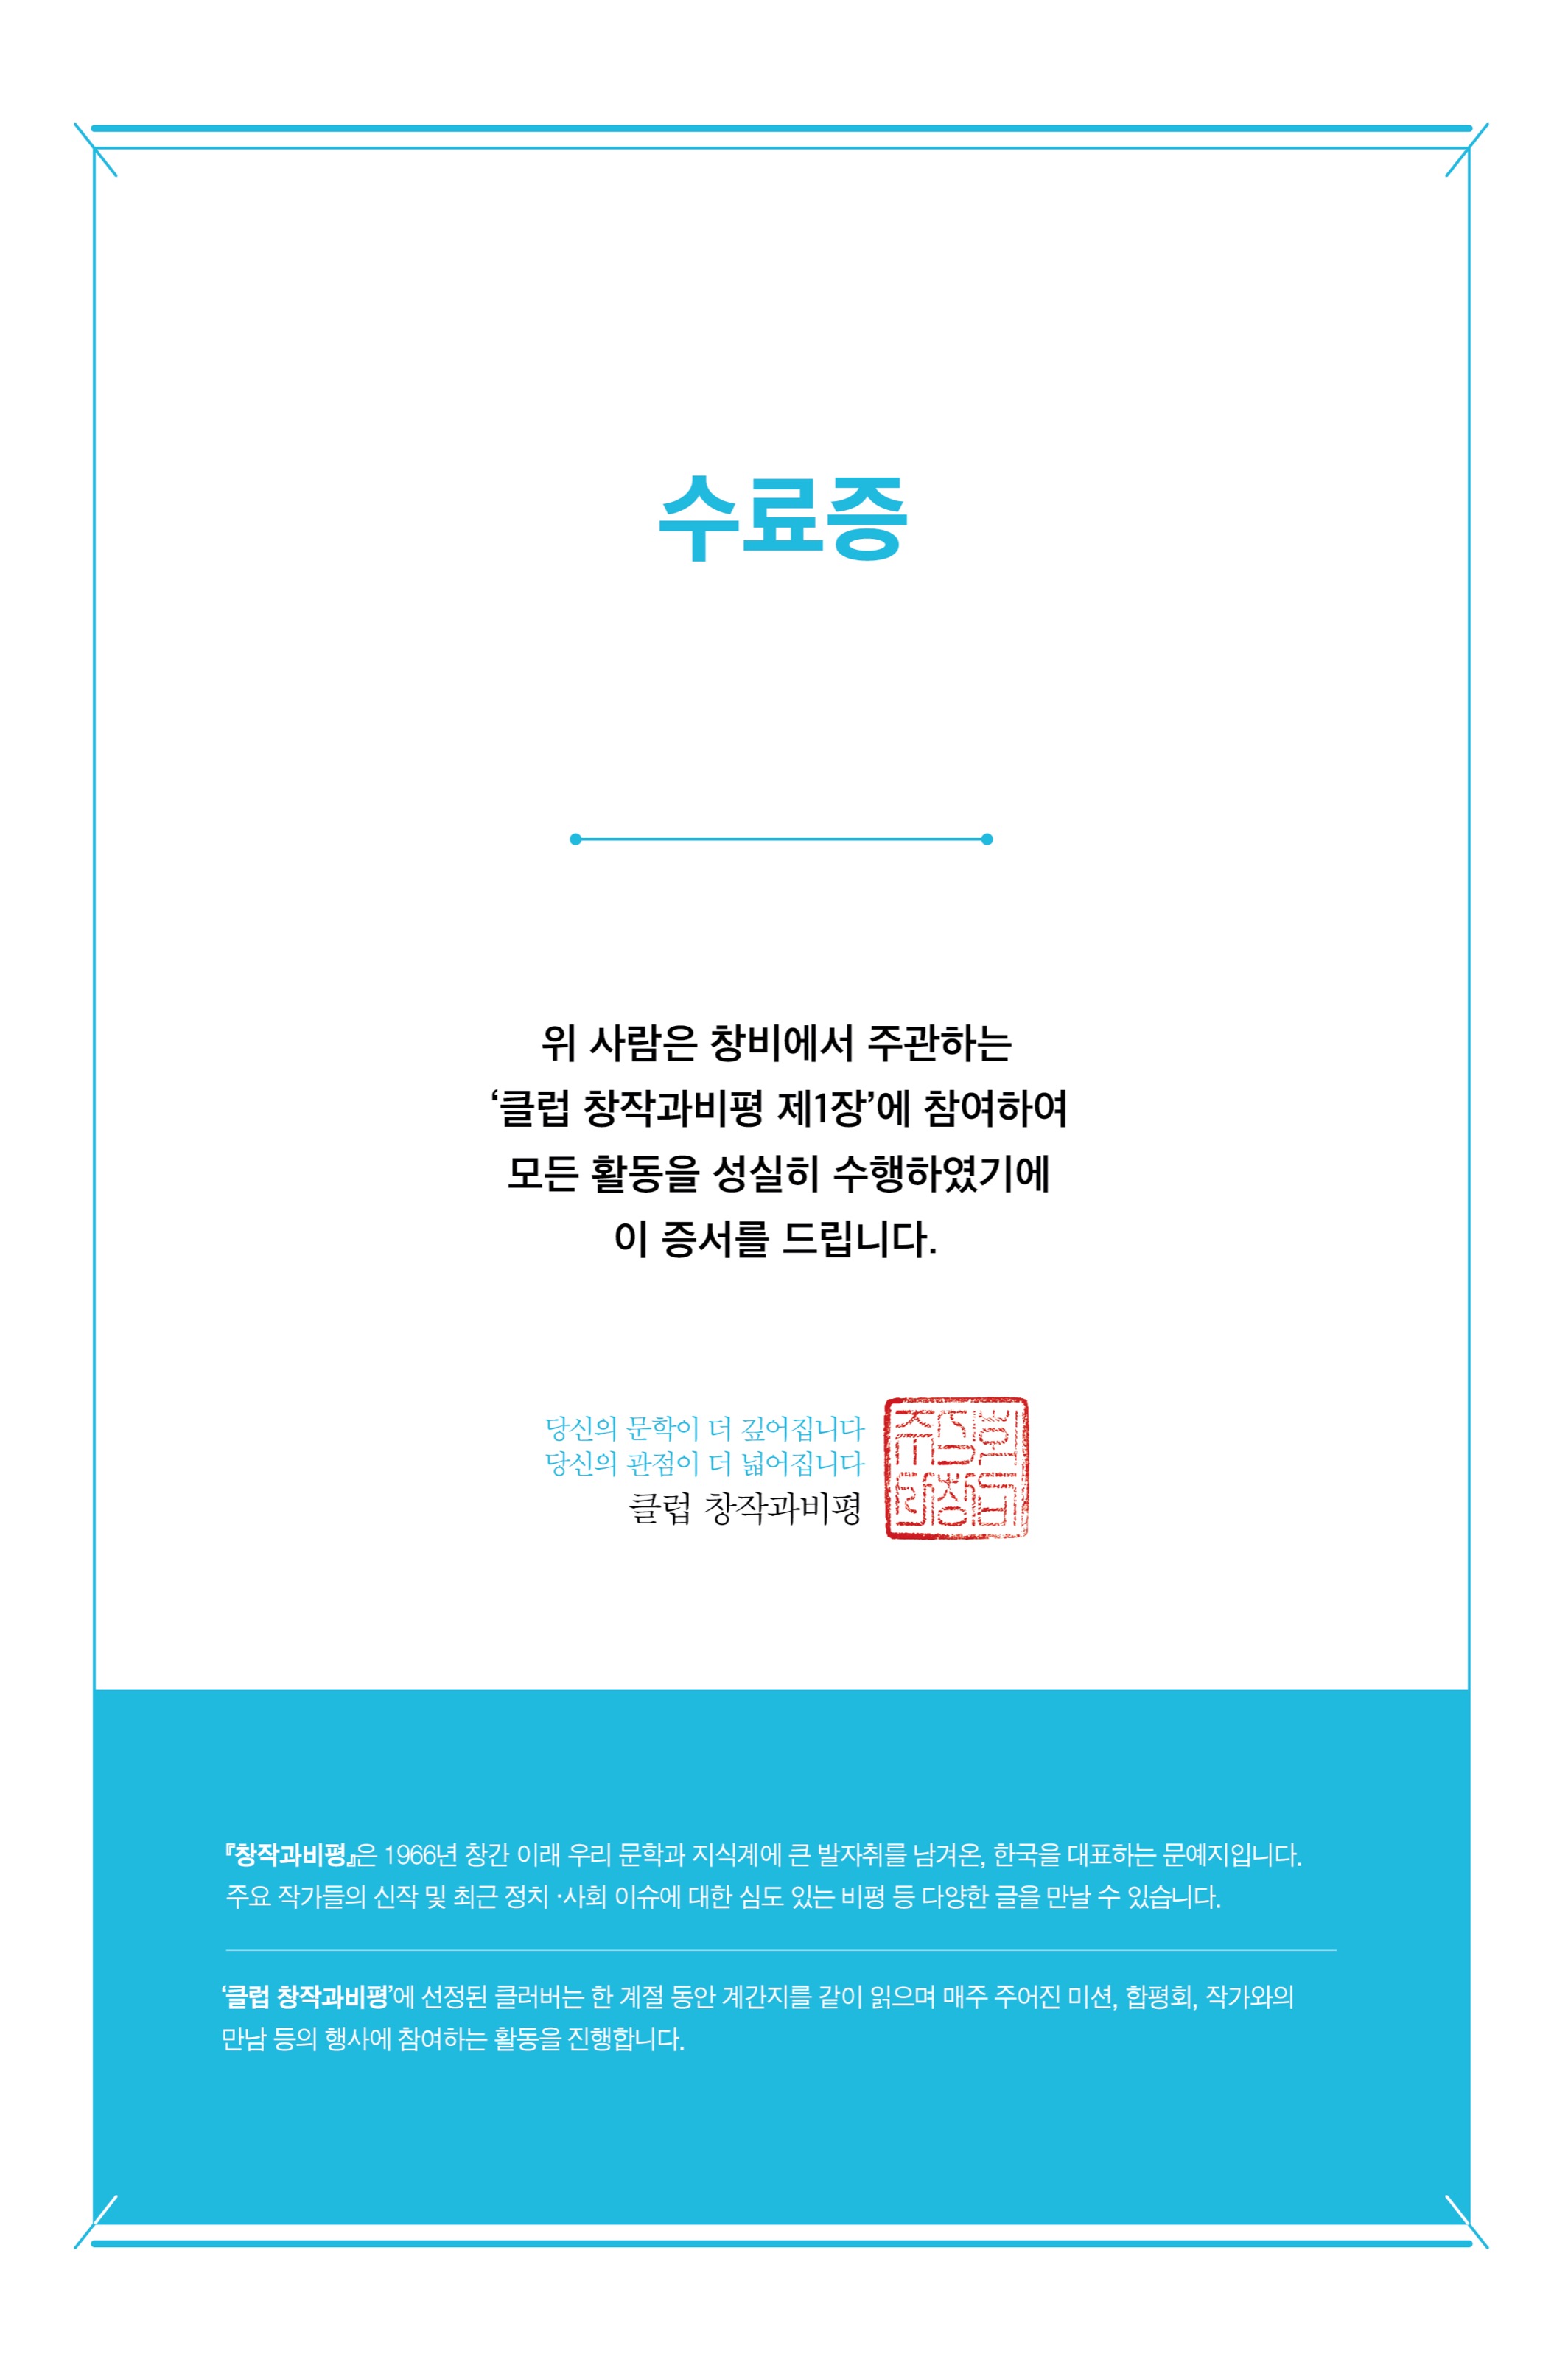 수료증
위 사람은 창비에서 주관하는
‘클럽 창작과비평 제1장’에 참여하여
모든 활동을 성실히 수행하였기에
이 증서를 드립니다.
당신의 문학이 더 깊어집니다
당신의 관점이 더 넓어집니다
클럽 창작과비평
『창작과비평』은 1966년 창간 이래 우리 문학과 지식계에 큰 발자취를 남겨온, 한국을 대표하는 문예지입니다.
주요 작가들의 신작 및 최근 정치·사회 이슈에 대한 심도 있는 비평 등 다양한 글을 만날 수 있습니다.
‘클럽 창작과비평’에 선정된 클러버는 한 계절 동안 계간지를 같이 읽으며 매주 주어진 미션, 합평회, 작가와의
만남 등의 행사에 참여하는 활동을 진행합니다.